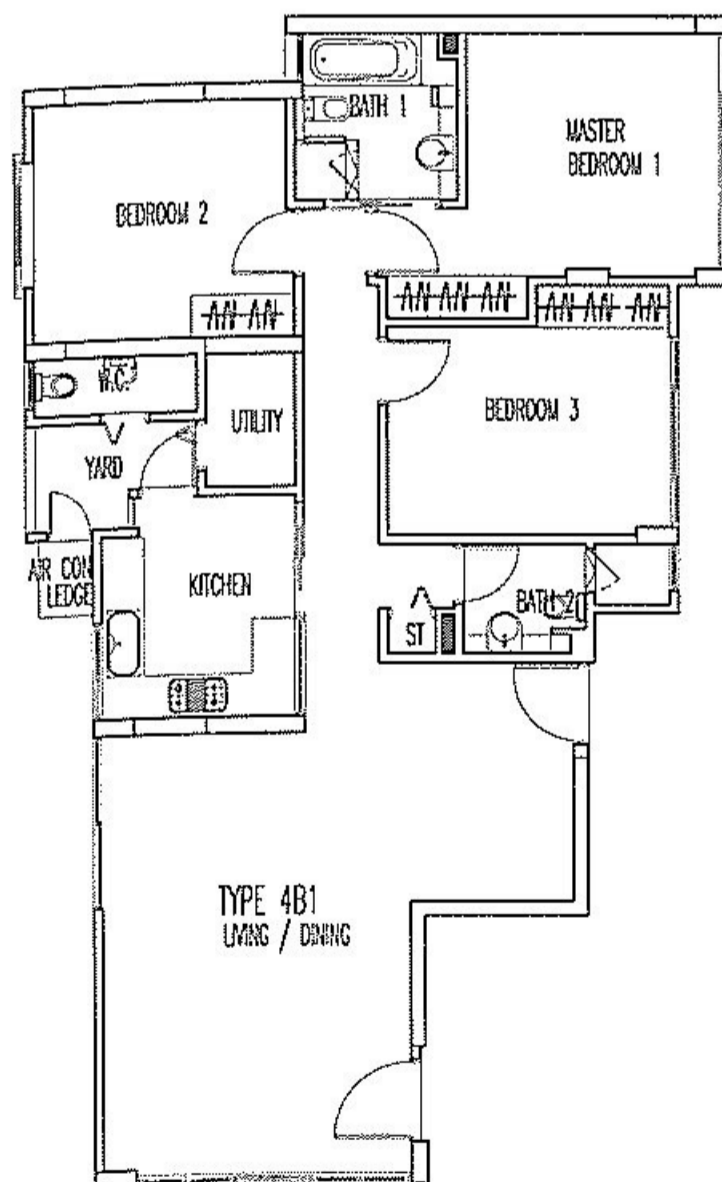 BATH 1
MASTER
BEDROOM 1
BEDROOM 2
W.C.
UTILITY
BEDROOM 3
YARD
AIR CON
LEDGE
KITCHEN
BATH 2
ST
TYPE 4B1
LIVING / DINING